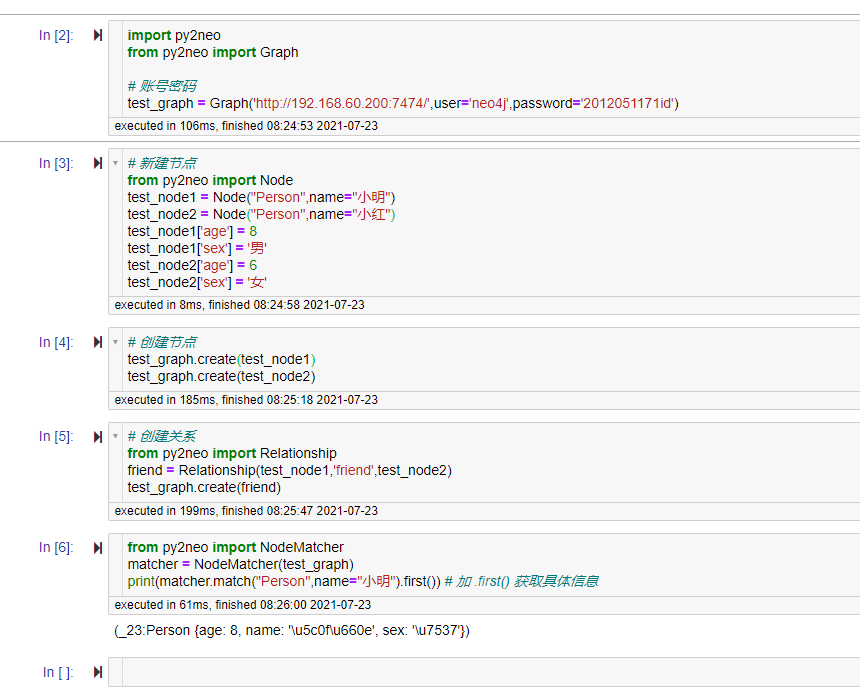 In [2]:
import py2neo
from py2neo import Graph
# 账号密码
test_graph = Graph('http://192.168.60.200:7474/',user='neo4j',password='2012051171id')
executed in 106ms, finished 08:24:53 2021-07-23
In [3]:
# 新建节点
from py2neo import Node
test_node1 = Node("Person",name="小明")
test_node2 = Node("Person",name="小红")
test_node1['age'] = 8
test_node1['sex'] = '男'
test_node2['age'] = 6
test_node2['sex'] = '女'
executed in 8ms, finished 08:24:58 2021-07-23
In [4]:
# 创建节点
test_graph.create(test_node1)
test_graph.create(test_node2)
executed in 185ms, finished 08:25:18 2021-07-23
In [5]:
# 创建关系
from py2neo import Relationship
friend = Relationship(test_node1,'friend',test_node2)
test_graph.create(friend)
executed in 199ms, finished 08:25:47 2021-07-23
In [6]:
from py2neo import NodeMatcher
matcher = NodeMatcher(test_graph)
print(matcher.match("Person",name="小明").first()) # 加 .first() 获取具体信息
executed in 61ms, finished 08:26:00 2021-07-23
(_23:Person {age: 8, name: '\u5c0f\u660e', sex: '\u7537'})
In [ ]: